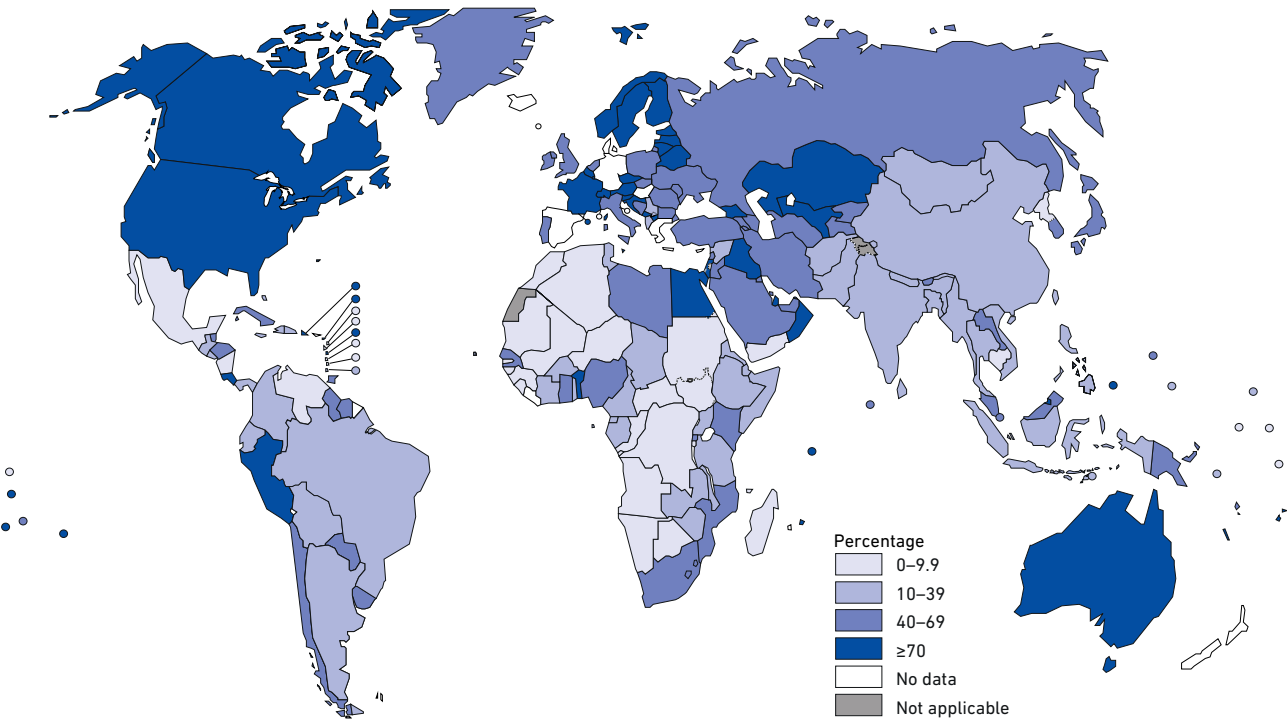 Percentage
0–9.9
10–39
40–69
≥70
No data
Not applicable